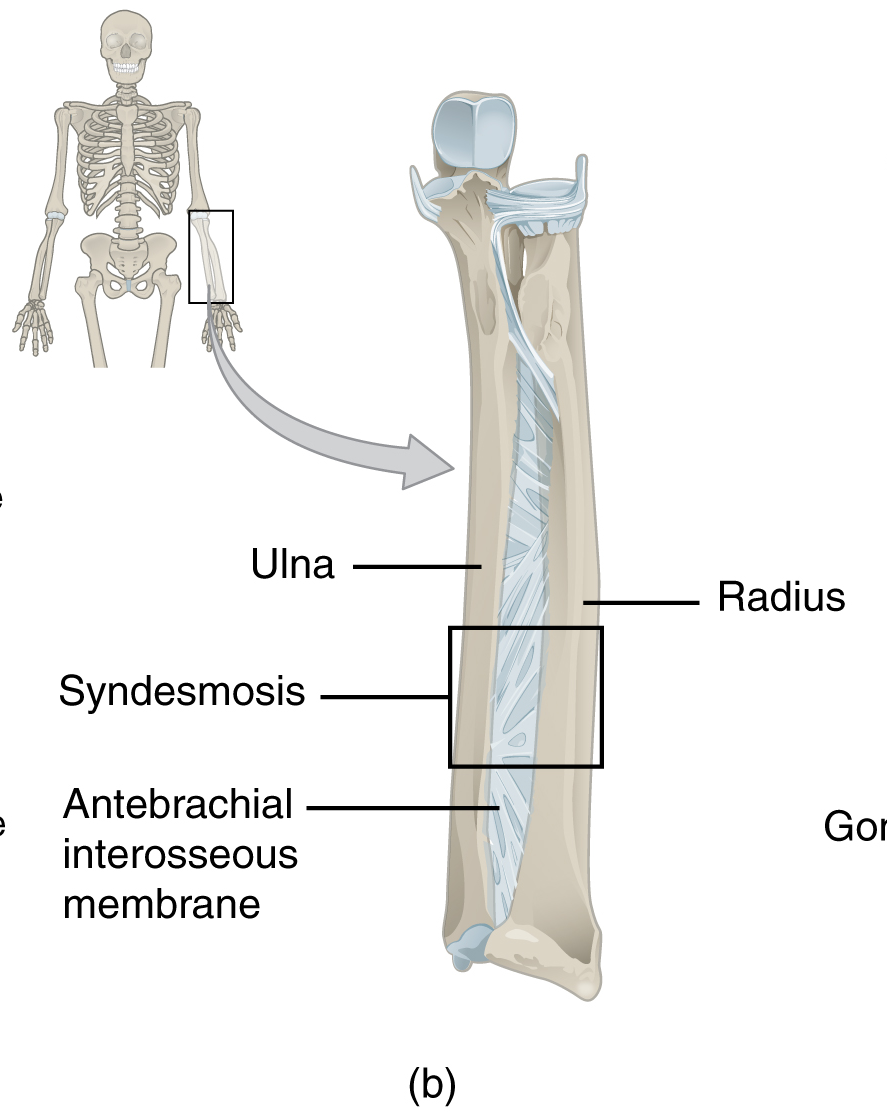 Ulna
Radius
Syndesmosis
Antebrachial
interosseous
membrane
(b)